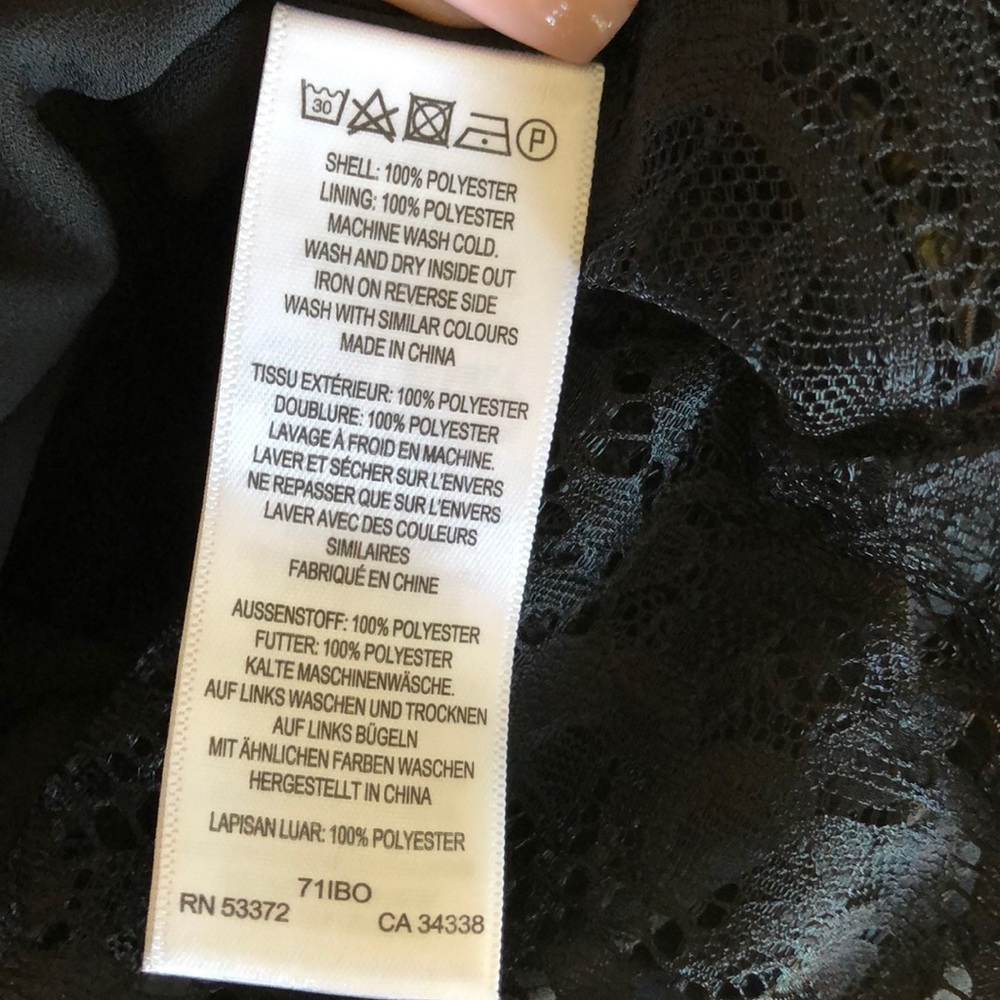 30 P
SHELL: 100% POLYESTER
LINING: 100% POLYESTER
MACHINE WASH COLD.
WASH AND DRY INSIDE OUT
IRON ON REVERSE SIDE
WASH WITH SIMILAR COLOURS
MADE IN CHINA
TISSU EXTÉRIEUR: 100% POLYESTER
DOUBLURE: 100% POLYESTER
LAVAGE À FROID EN MACHINE.
LAVER ET SÉCHER SUR L'ENVERS
NE REPASSER QUE SUR L'ENVERS
LAVER AVEC DES COULEURS
SIMILAIRES
FABRIQUÉ EN CHINE
AUSSENSTOFF: 100% POLYESTER
FUTTER: 100% POLYESTER
KALTE MASCHINENWÄSCHE.
AUF LINKS WASCHEN UND TROCKNEN
AUF LINKS BÜGELN
MIT ÄHNLICHEN FARBEN WASCHEN
HERGESTELLT IN CHINA
LAPISAN LUAR: 100% POLYESTER
71IBO
RN 53372 CA 34338